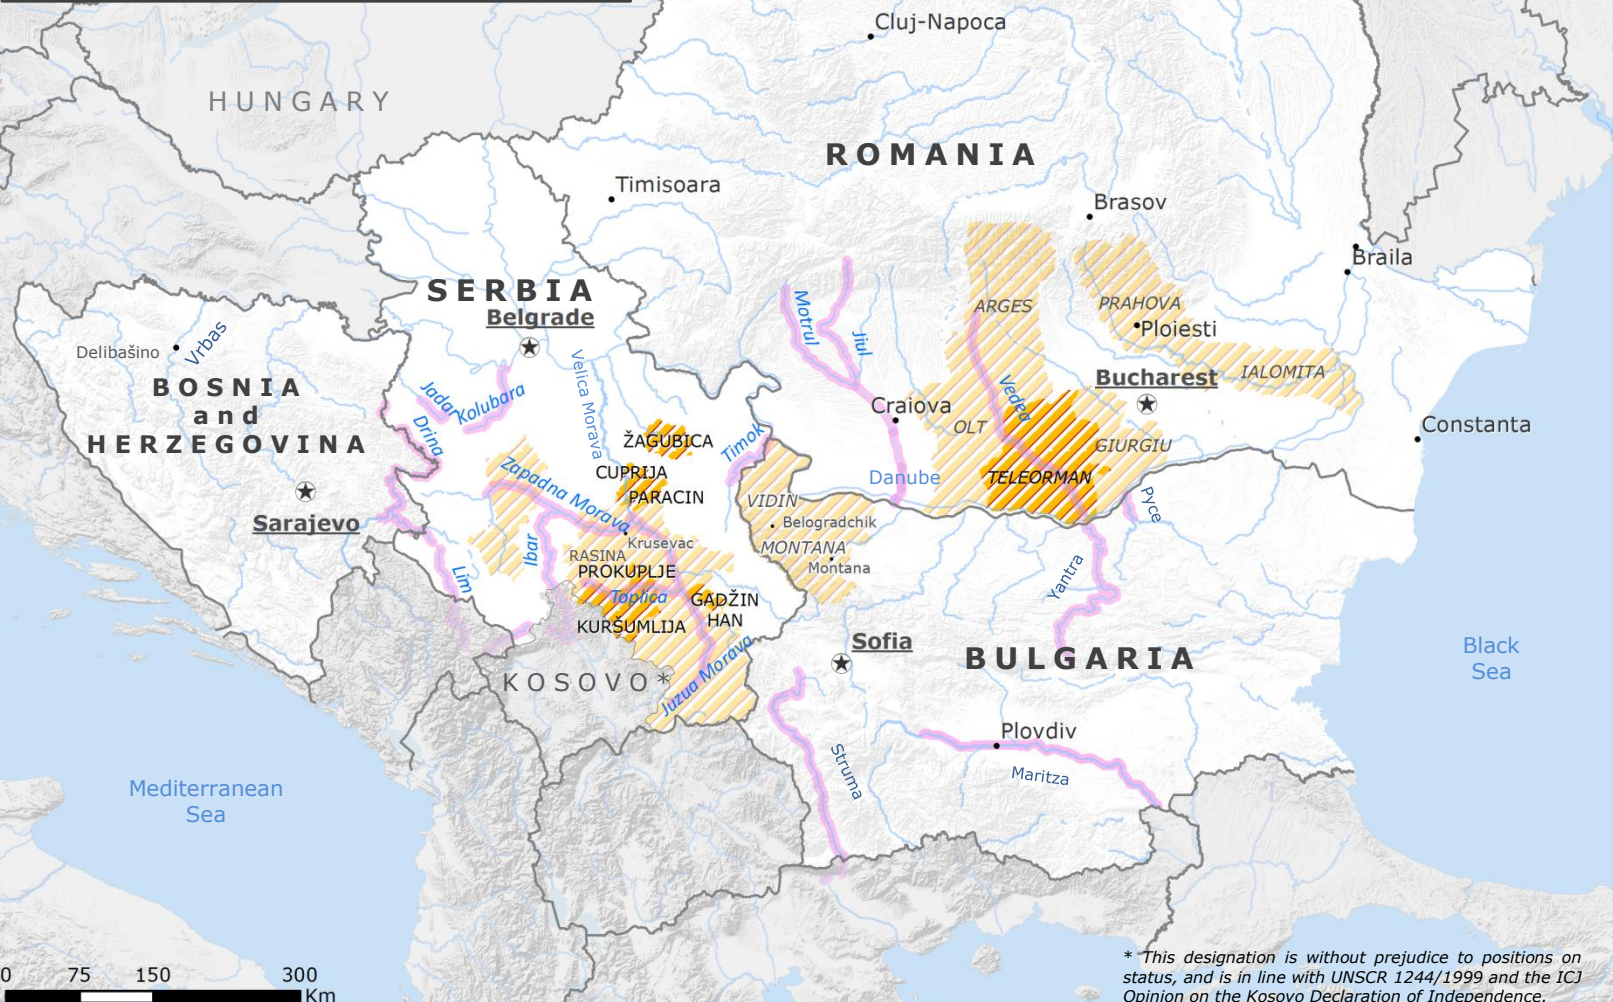 Cluj-Napoca
HUNGARY
ROMANIA
Timisoara
Brasov
Braila
SERBIA
Belgrade
Motrul
Jiul
ARGES
PRAHOVA
Ploiesti
Delibašino
Vrbas
BOSNIA
and
HERZEGOVINA
Jadar
Kolubara
Velica Morava
Drina
Bucharest
IALOMITA
Vedea
Craiova
OLT
GIURGIU
Constanta
ŽAGUBICA
Timok
CUPRIJA
PARACIN
Zapadna Morava
TELEORMAN
Danube
VIDIN
Belogradchik
Pyce
Sarajevo
Krusevac
MONTANA
Montana
Ibar
RASINA
PROKUPLJE
Lim
Toplica
GADŽIN
HAN
KURŠUMLIJA
Yantra
Sofia
BULGARIA
Black
Sea
KOSOVO*
Juzua Morava
Plovdiv
Struma
Maritza
Mediterranean
Sea
0 75 150 300
Km
* This designation is without prejudice to positions on
status, and is in line with UNSCR 1244/1999 and the ICJ
Opinion on the Kosovo Declaration of Independence.